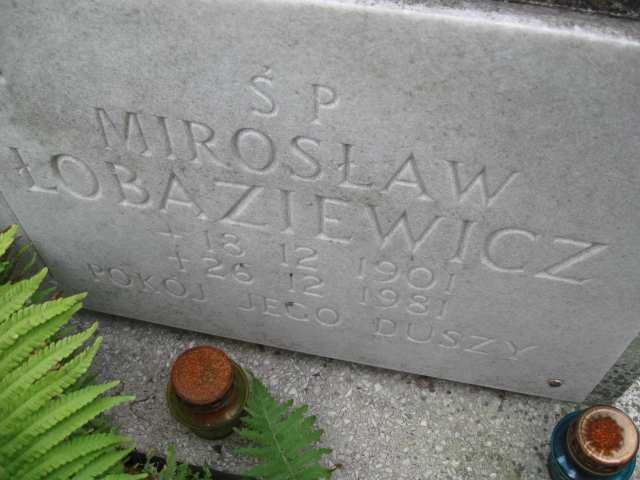 Ś P
MIROSŁAW
ŁOBAZIEWICZ
+ 18 12 1901
+ 26 12 1981
POKÓJ JEGO DUSZY